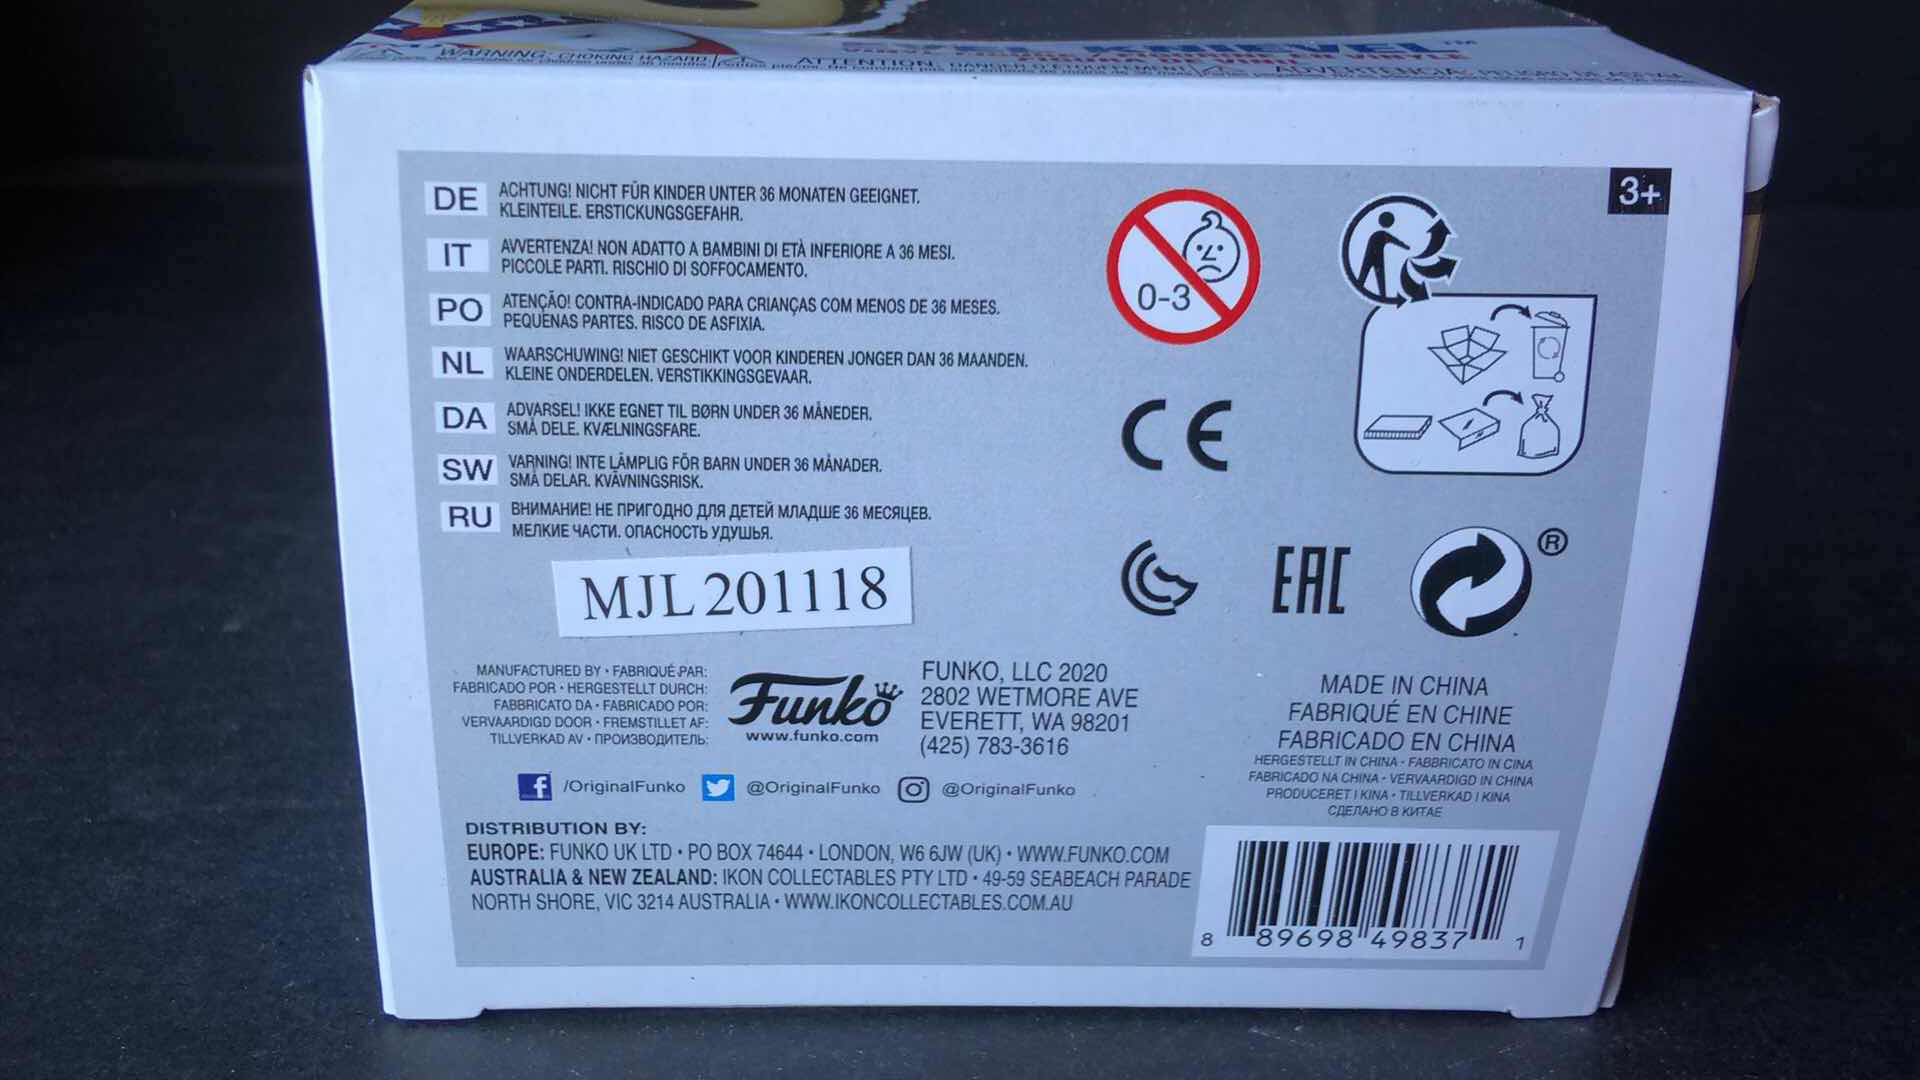 WARNING: CHOKING HAZARD
ATTENTION:
ADVERTENCIA:
KNIEVEL™
3+
DE ACHTUNG! NICHT FÜR KINDER UNTER 36 MONATEN GEEIGNET.
KLEINTEILE. ERSTICKUNGSGEFAHR.
IT AVVERTENZA! NON ADATTO A BAMBINI DI ETÀ INFERIORE A 36 MESI.
PICCOLE PARTI. RISCHIO DI SOFFOCAMENTO.
PO ATENÇÃO! CONTRA-INDICADO PARA CRIANÇAS COM MENOS DE 36 MESES.
PEQUENAS PARTES. RISCO DE ASFIXIA.
NL WAARSCHUWING! NIET GESCHIKT VOOR KINDEREN JONGER DAN 36 MAANDEN.
KLEINE ONDERDELEN. VERSTIKKINGSGEVAAR.
DA ADVARSEL! IKKE EGNET TIL BØRN UNDER 36 MÅNEDER.
SMÅ DELE. KVÆLNINGSFARE.
SW VARNING! INTE LÄMPLIG FÖR BARN UNDER 36 MÅNADER.
SMÅ DELAR. KVÄVNINGSRISK.
RU ВНИМАНИЕ! НЕ ПРИГОДНО ДЛЯ ДЕТЕЙ МЛАДШЕ 36 МЕСЯЦЕВ.
МЕЛКИЕ ЧАСТИ. ОПАСНОСТЬ УДУШЬЯ.
0-3
CE
EAC
®
MJL 201118
MANUFACTURED BY • FABRIQUÉ PAR:
FABRICADO POR • HERGESTELLT DURCH:
FABBRICATO DA • FABRICADO POR:
VERVAARDIGD DOOR • FREMSTILLET AF:
TILLVERKAD AV • ПРОИЗВОДИТЕЛЬ:
Funko
www.funko.com
FUNKO, LLC 2020
2802 WETMORE AVE
EVERETT, WA 98201
(425) 783-3616
MADE IN CHINA
FABRIQUÉ EN CHINE
FABRICADO EN CHINA
HERGESTELLT IN CHINA • FABBRICATO IN CINA
FABRICADO NA CHINA • VERVAARDIGD IN CHINA
PRODUCERET I KINA • TILLVERKAD I KINA
СДЕЛАНО В КИТАЕ
f /OriginalFunko @OriginalFunko @OriginalFunko
DISTRIBUTION BY:
EUROPE: FUNKO UK LTD • PO BOX 74644 • LONDON, W6 6JW (UK) • WWW.FUNKO.COM
AUSTRALIA & NEW ZEALAND: IKON COLLECTABLES PTY LTD • 49-59 SEABEACH PARADE
NORTH SHORE, VIC 3214 AUSTRALIA • WWW.IKONCOLLECTABLES.COM.AU
8 89698 49837 1